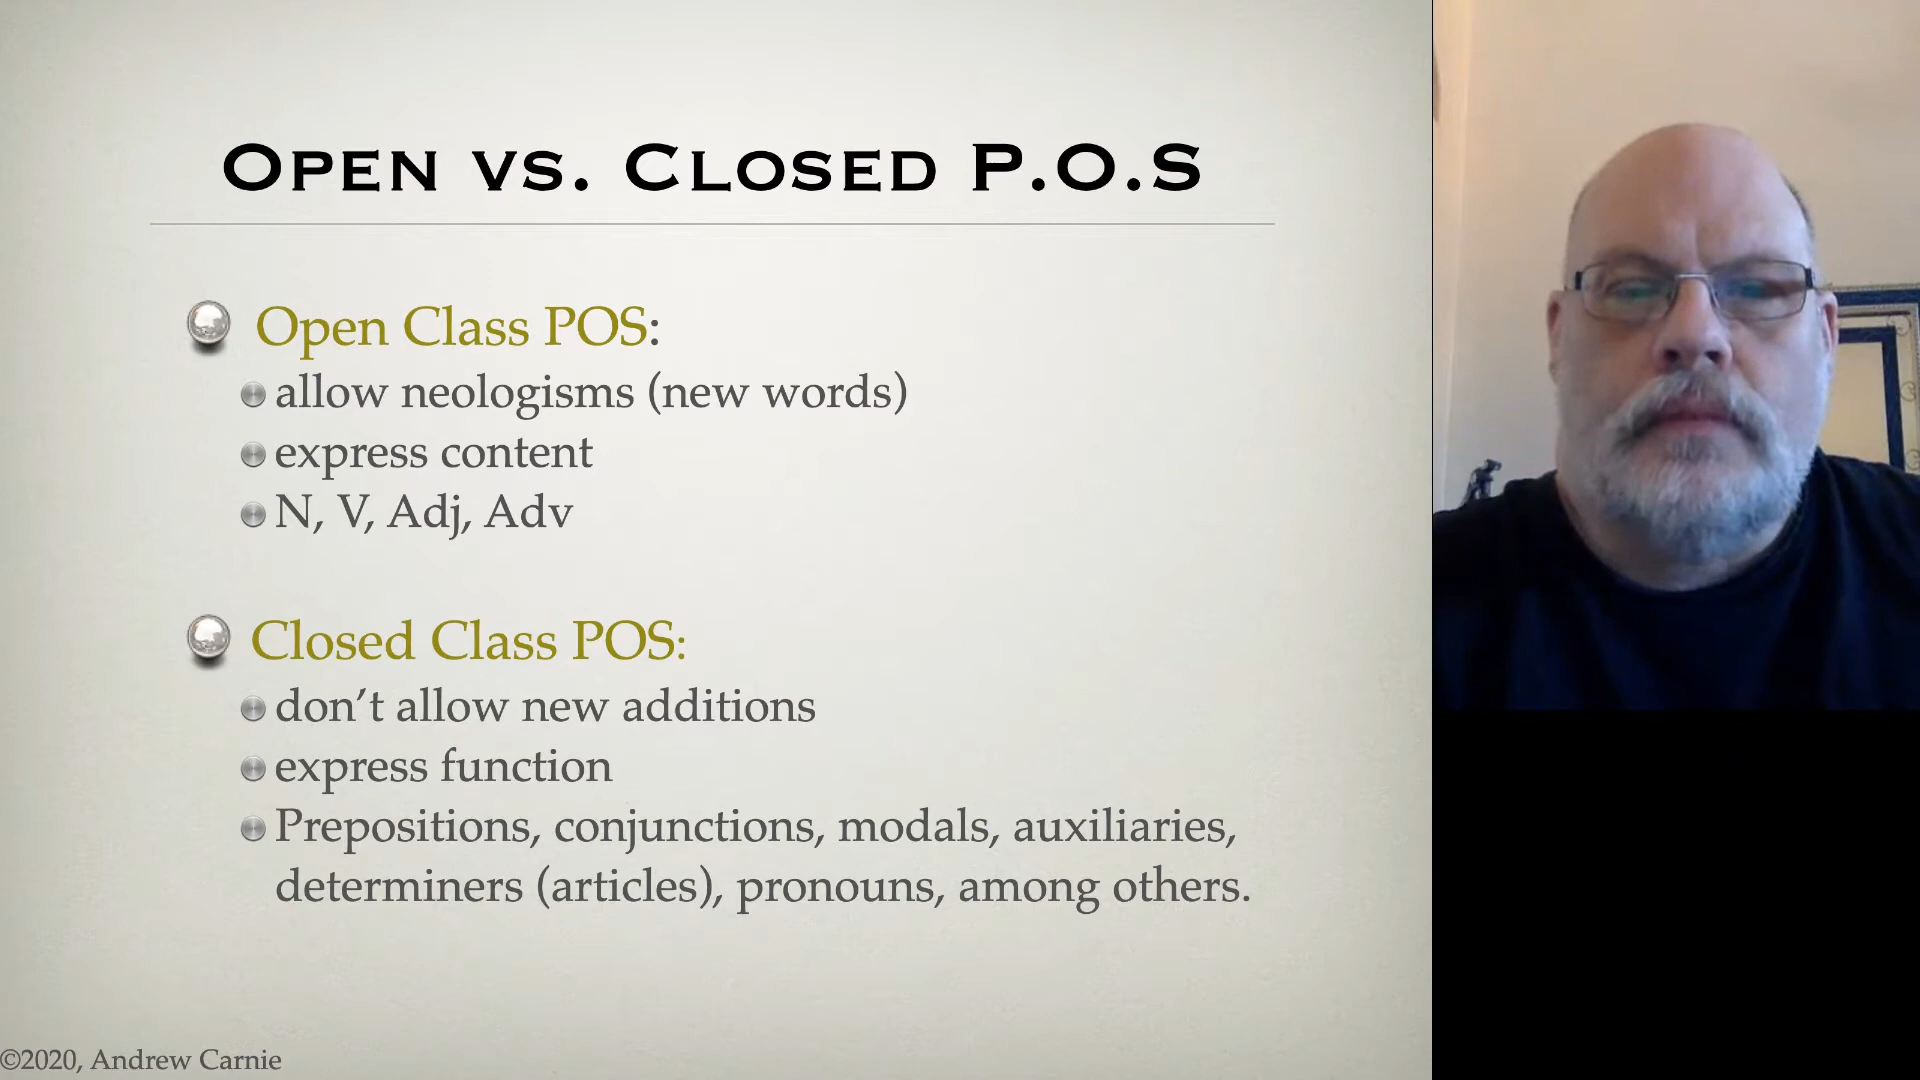 Open vs. Closed P.O.S
Open Class POS:
allow neologisms (new words)
express content
N, V, Adj, Adv
Closed Class POS:
don’t allow new additions
express function
Prepositions, conjunctions, modals, auxiliaries,
determiners (articles), pronouns, among others.
©2020, Andrew Carnie